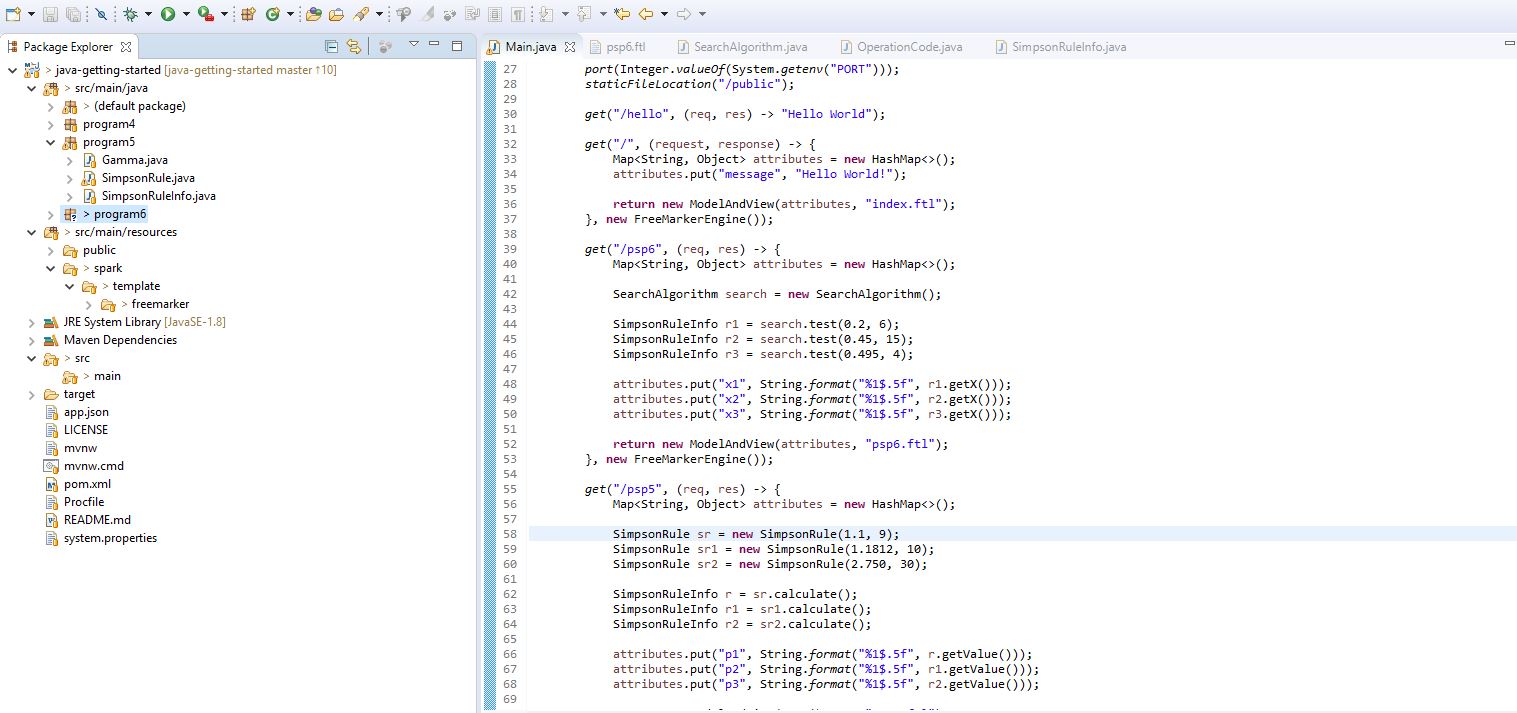 Package Explorer
> java-getting-started [java-getting-started master ↑10]
> src/main/java
> (default package)
program4
program5
Gamma.java
SimpsonRule.java
SimpsonRuleInfo.java
> program6
> src/main/resources
public
> spark
> template
> freemarker
JRE System Library [JavaSE-1.8]
Maven Dependencies
> src
> main
target
app.json
LICENSE
mvnw
mvnw.cmd
pom.xml
Procfile
README.md
system.properties
Main.java psp6.ftl SearchAlgorithm.java OperationCode.java SimpsonRuleInfo.java
27 port(Integer.valueOf(System.getenv("PORT")));
28 staticFileLocation("/public");
29
30 get("/hello", (req, res) -> "Hello World");
31
32 get("/", (request, response) -> {
33 Map<String, Object> attributes = new HashMap<>();
34 attributes.put("message", "Hello World!");
35
36 return new ModelAndView(attributes, "index.ftl");
37 }, new FreeMarkerEngine());
38
39 get("/psp6", (req, res) -> {
40 Map<String, Object> attributes = new HashMap<>();
41
42 SearchAlgorithm search = new SearchAlgorithm();
43
44 SimpsonRuleInfo r1 = search.test(0.2, 6);
45 SimpsonRuleInfo r2 = search.test(0.45, 15);
46 SimpsonRuleInfo r3 = search.test(0.495, 4);
47
48 attributes.put("x1", String.format("%1$.5f", r1.getX()));
49 attributes.put("x2", String.format("%1$.5f", r2.getX()));
50 attributes.put("x3", String.format("%1$.5f", r3.getX()));
51
52 return new ModelAndView(attributes, "psp6.ftl");
53 }, new FreeMarkerEngine());
54
55 get("/psp5", (req, res) -> {
56 Map<String, Object> attributes = new HashMap<>();
57
58 SimpsonRule sr = new SimpsonRule(1.1, 9);
59 SimpsonRule sr1 = new SimpsonRule(1.1812, 10);
60 SimpsonRule sr2 = new SimpsonRule(2.750, 30);
61
62 SimpsonRuleInfo r = sr.calculate();
63 SimpsonRuleInfo r1 = sr1.calculate();
64 SimpsonRuleInfo r2 = sr2.calculate();
65
66 attributes.put("p1", String.format("%1$.5f", r.getValue()));
67 attributes.put("p2", String.format("%1$.5f", r1.getValue()));
68 attributes.put("p3", String.format("%1$.5f", r2.getValue()));
69